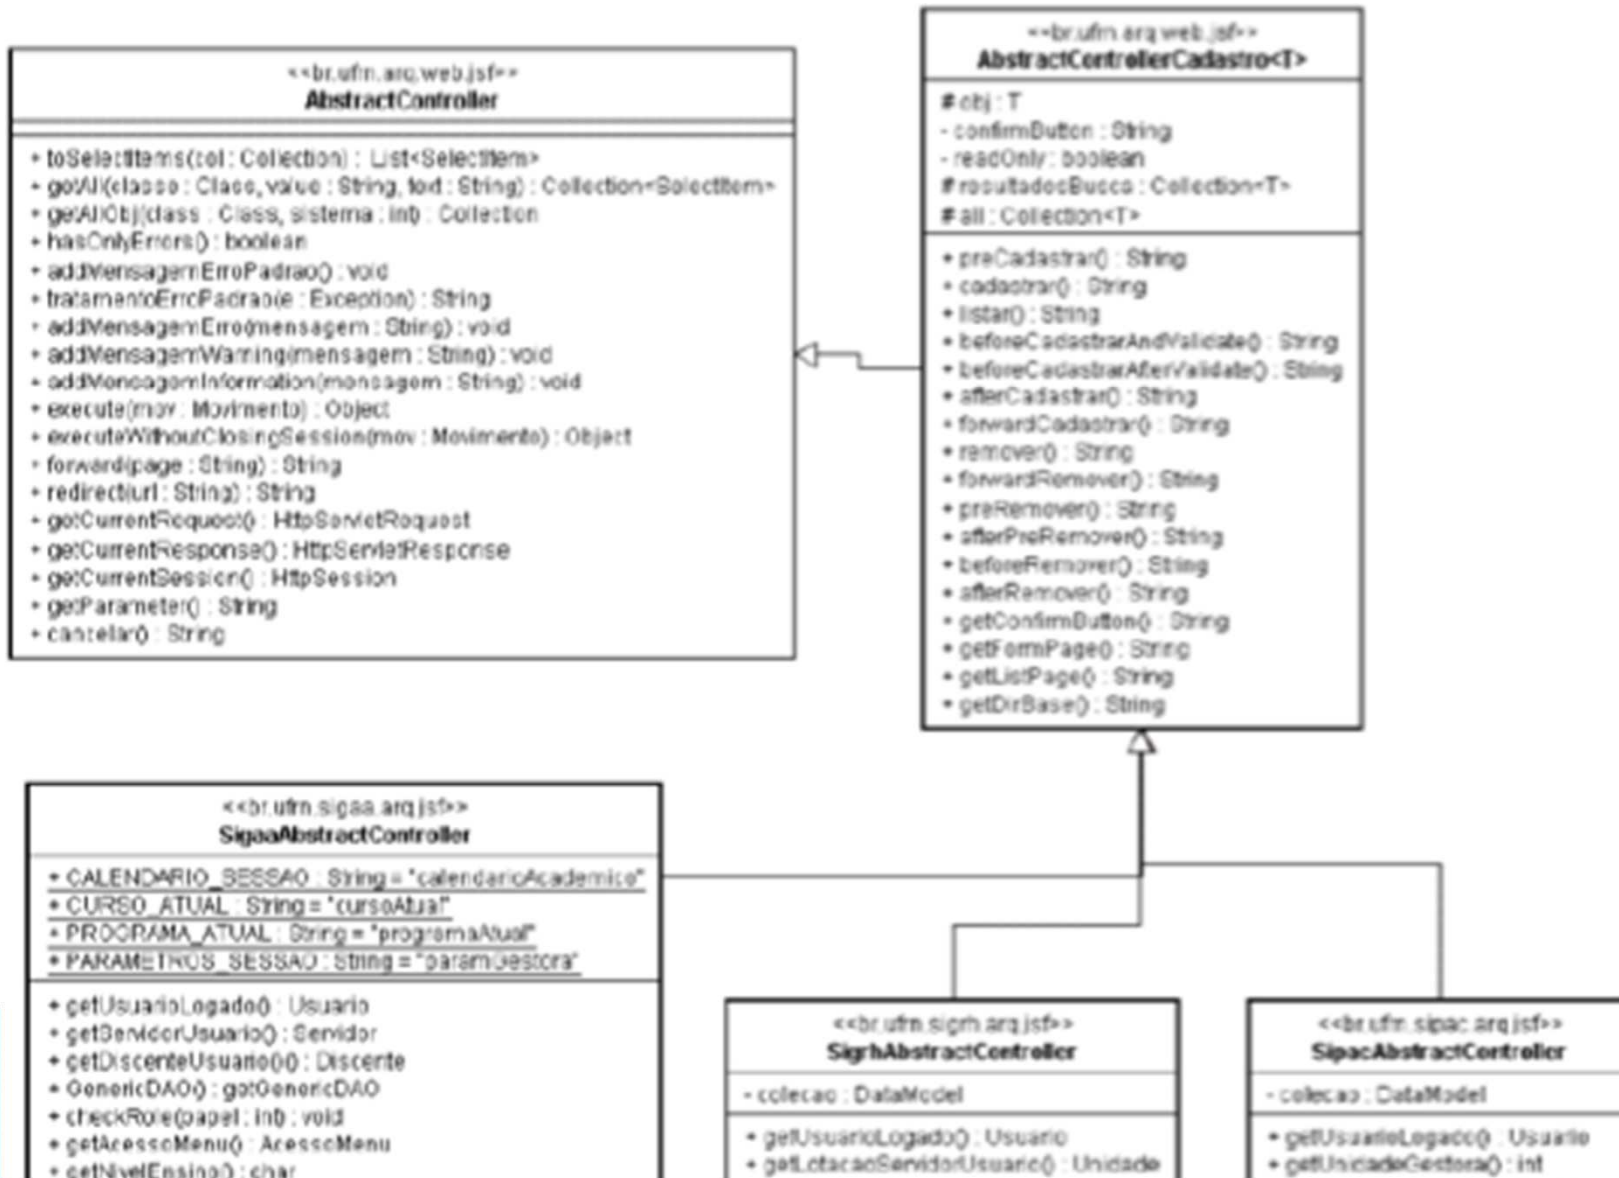 <<br.ufrn.arq.web.jsf>>
AbstractController
+ toSelectItems(col : Collection) : List<SelectItem>
+ getAll(classe : Class, value : String, text : String) : Collection<SelectItem>
+ getAllObj(class : Class, sistema : int) : Collection
+ hasOnlyErrors() : boolean
+ addMensagemErroPadrao() : void
+ tratamentoErroPadrao(e : Exception) : String
+ addMensagemErro(mensagem : String) : void
+ addMensagemWarning(mensagem : String) : void
+ addMensagemInformation(mensagem : String) : void
+ execute(mov : Movimento) : Object
+ executeWithoutClosingSession(mov : Movimento) : Object
+ forward(page : String) : String
+ redirect(url : String) : String
+ getCurrentRequest() : HttpServletRequest
+ getCurrentResponse() : HttpServletResponse
+ getCurrentSession() : HttpSession
+ getParameter() : String
+ cancelar() : String
<<br.ufrn.arq.web.jsf>>
AbstractControllerCadastro<T>
# obj : T
- confirmButton : String
- readOnly : boolean
# resultadosBusca : Collection<T>
# all : Collection<T>
+ preCadastrar() : String
+ cadastrar() : String
+ listar() : String
+ beforeCadastrarAndValidate() : String
+ beforeCadastrarAfterValidate() : String
+ afterCadastrar() : String
+ forwardCadastrar() : String
+ remover() : String
+ forwardRemover() : String
+ preRemover() : String
+ afterPreRemover() : String
+ beforeRemover() : String
+ afterRemover() : String
+ getConfirmButton() : String
+ getFormPage() : String
+ getListPage() : String
+ getDirBase() : String
<<br.ufrn.sigaa.arq.jsf>>
SigaaAbstractController
+ CALENDARIO_SESSAO : String = "calendarioAcademico"
+ CURSO_ATUAL : String = "cursoAtual"
+ PROGRAMA_ATUAL : String = "programaAtual"
+ PARAMETROS_SESSAO : String = "paramGestora"
+ getUsuarioLogado() : Usuario
+ getServidorUsuario() : Servidor
+ getDiscenteUsuario()() : Discente
+ GenericDAO() : getGenericDAO
+ checkRole(papel : int) : void
+ getAcessoMenu() : AcessoMenu
+ getNivelEnsino() : char
<<br.ufrn.sigrh.arq.jsf>>
SigrhAbstractController
- colecao : DataModel
+ getUsuarioLogado() : Usuario
+ getLotacaoServidorUsuario() : Unidade
<<br.ufrn.sipac.arq.jsf>>
SipacAbstractController
- colecao : DataModel
+ getUsuarioLogado() : Usuario
+ getUnidadeGestora() : int